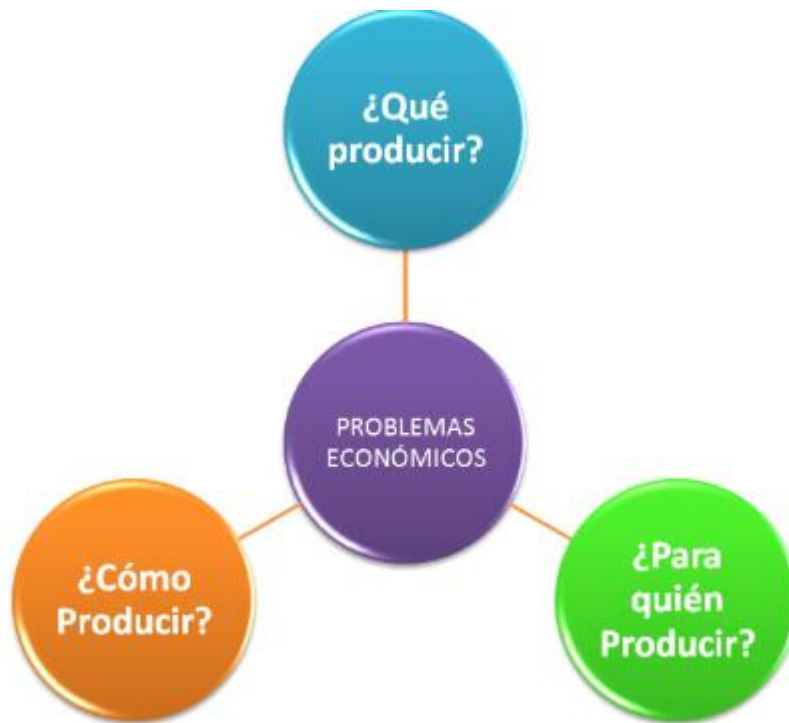 ¿Qué
producir?
PROBLEMAS
ECONÓMICOS
¿Cómo
Producir?
¿Para
quién
Producir?